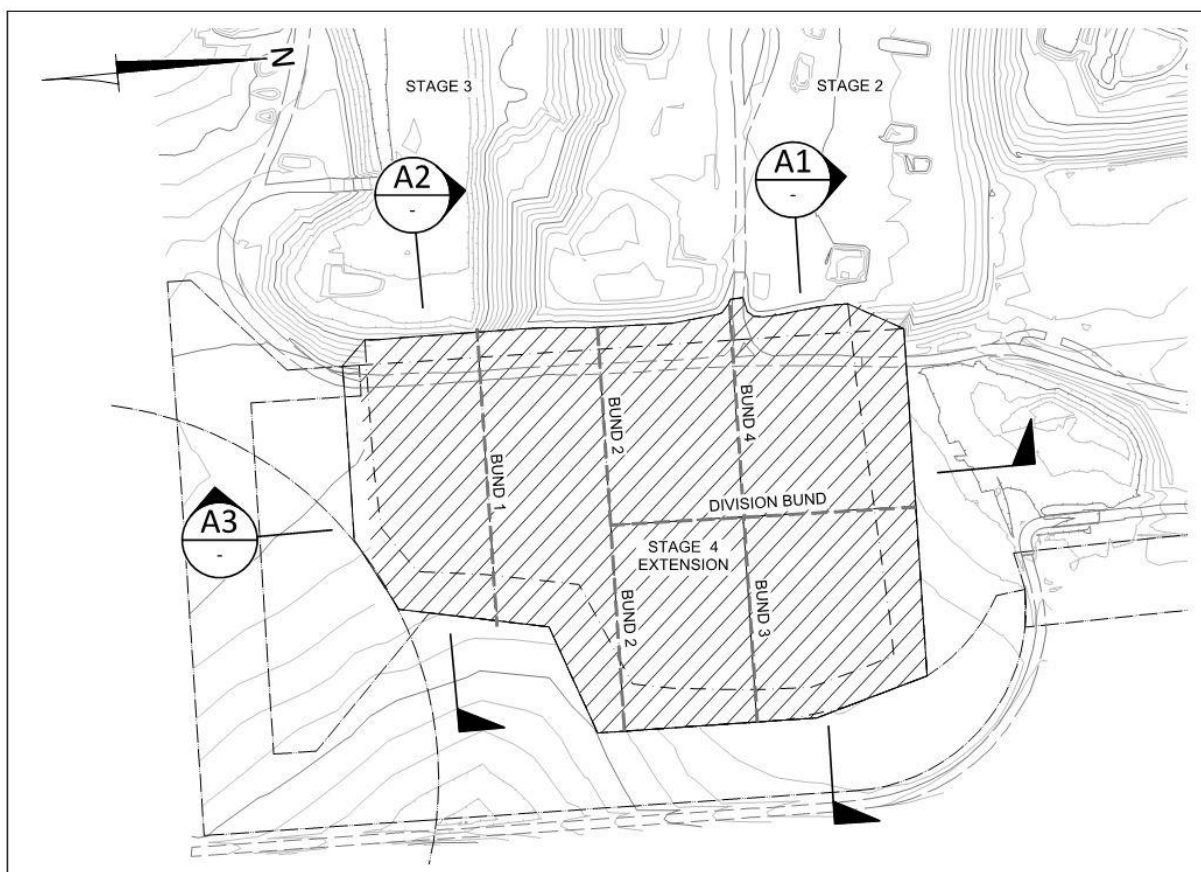 N
STAGE 3
STAGE 2
A2
-
A1
-
BUND 2
BUND 4
BUND 1
DIVISION BUND
A3
-
STAGE 4
EXTENSION
BUND 2
BUND 3